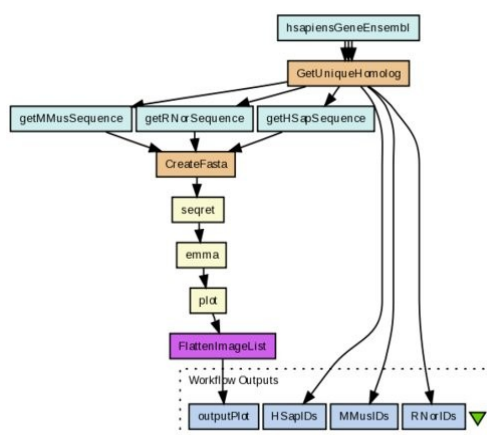 hsapiensGeneEnsembl
GetUniqueHomolog
getMMusSequence getRNorSequence getHSapSequence
CreateFasta
seqret
emma
plot
FlattenImageList
Workflow Outputs
outputPlot HSapIDs MMusIDs RNorIDs